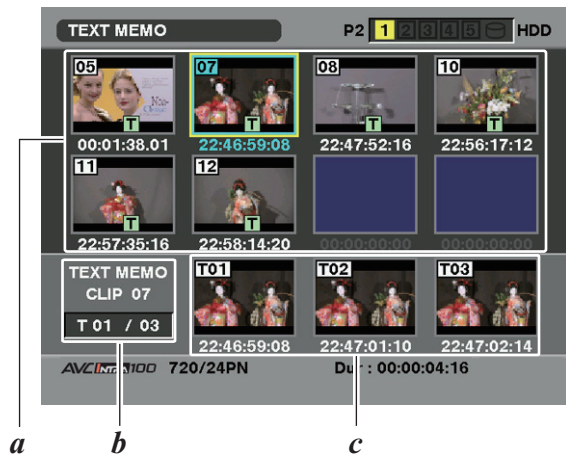 TEXT MEMO
P2 1 2 3 4 5 HDD
05 07 08 10
T T T
00:01:38.01 22:46:59:08 22:47:52:16 22:56:17:12
11 12
T T
22:57:35:16 22:58:14:20 00:00:00:00 00:00:00:00
TEXT MEMO
CLIP 07
T 01 / 03
T01 T02 T03
22:46:59:08 22:47:01:10 22:47:02:14
AVC INTRA 100 720/24PN Dur : 00:00:04:16
a b c